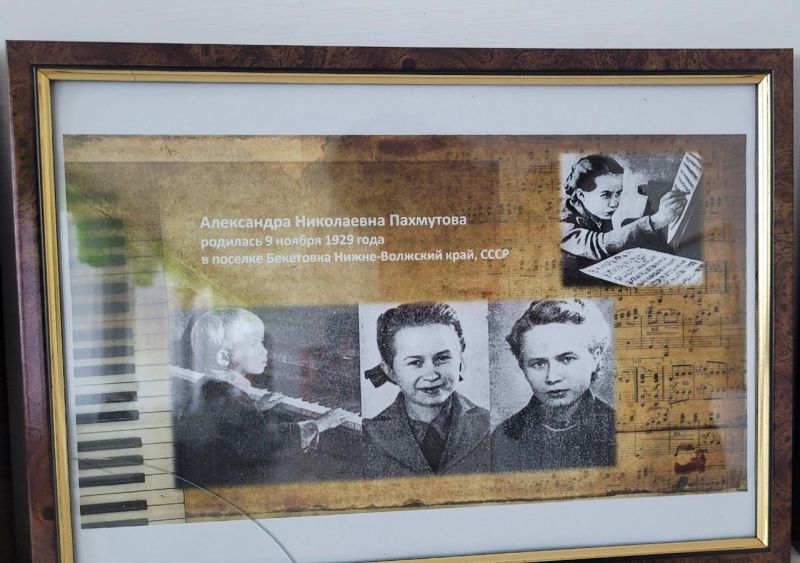 Александра Николаевна Пахмутова
родилась 9 ноября 1929 года
в поселке Бекетовка Нижне-Волжский край, СССР